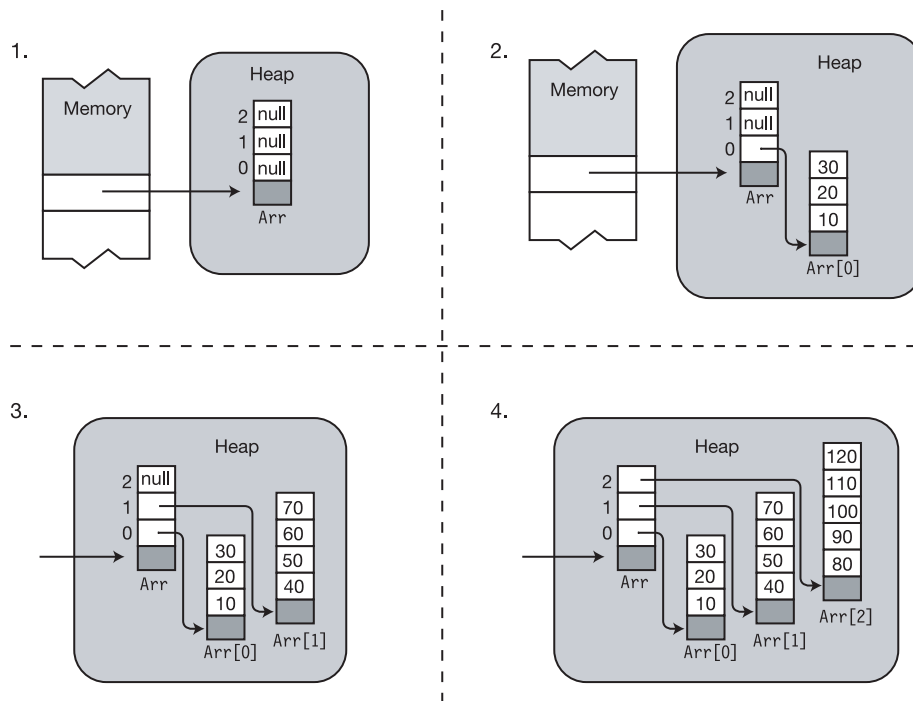 1.
Memory
Heap
2 null
1 null
0 null
Arr
2.
Memory
Heap
2 null
1 null
0
Arr
30
20
10
Arr[0]
3.
Heap
2 null
1
0
Arr
30
20
10
Arr[0]
70
60
50
40
Arr[1]
4.
Heap
2
1
0
Arr
30
20
10
Arr[0]
70
60
50
40
Arr[1]
120
110
100
90
80
Arr[2]